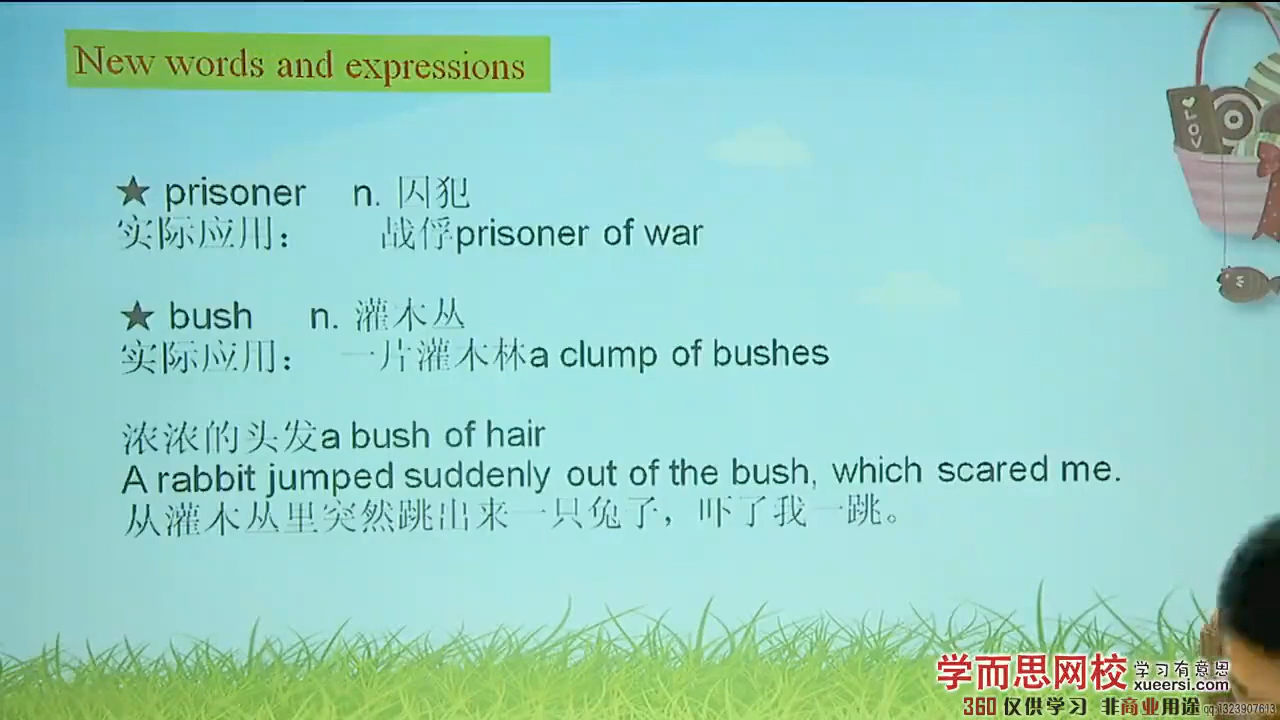 New words and expressions
LOV
★ prisoner n. 囚犯
实际应用： 战俘prisoner of war
★ bush n. 灌木丛
实际应用： 一片灌木林a clump of bushes
浓浓的头发a bush of hair
A rabbit jumped suddenly out of the bush, which scared me.
从灌木丛里突然跳出来一只兔子，吓了我一跳。
学而思网校 学习有意思
xueersi.com
360 仅供学习 非商业用途 qq:1323907613